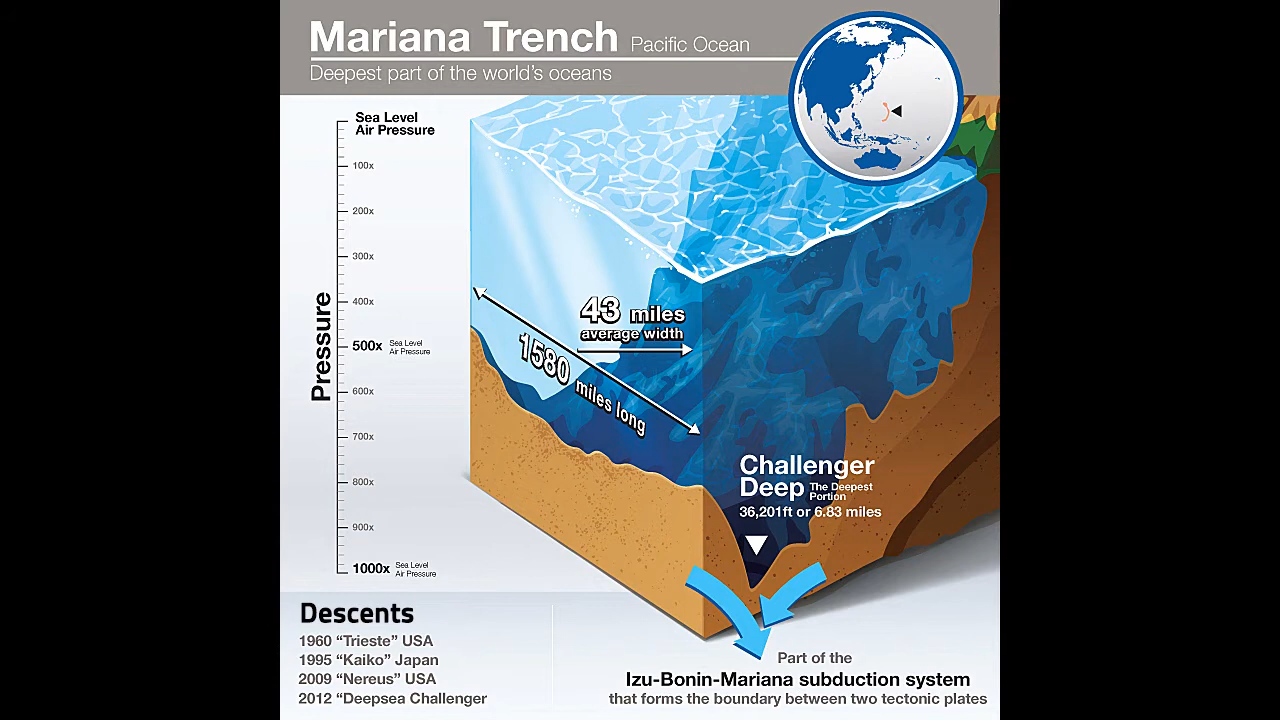 Mariana Trench Pacific Ocean
Deepest part of the world's oceans
Sea Level
Air Pressure
100x
200x
300x
400x
500x Sea Level
Air Pressure
600x
700x
800x
900x
1000x Sea Level
Air Pressure
Pressure
43 miles
average width
1580 miles long
Challenger
Deep The Deepest
Portion
36,201ft or 6.83 miles
Descents
1960 “Trieste” USA
1995 “Kaiko” Japan
2009 “Nereus” USA
2012 “Deepsea Challenger
Part of the
Izu-Bonin-Mariana subduction system
that forms the boundary between two tectonic plates